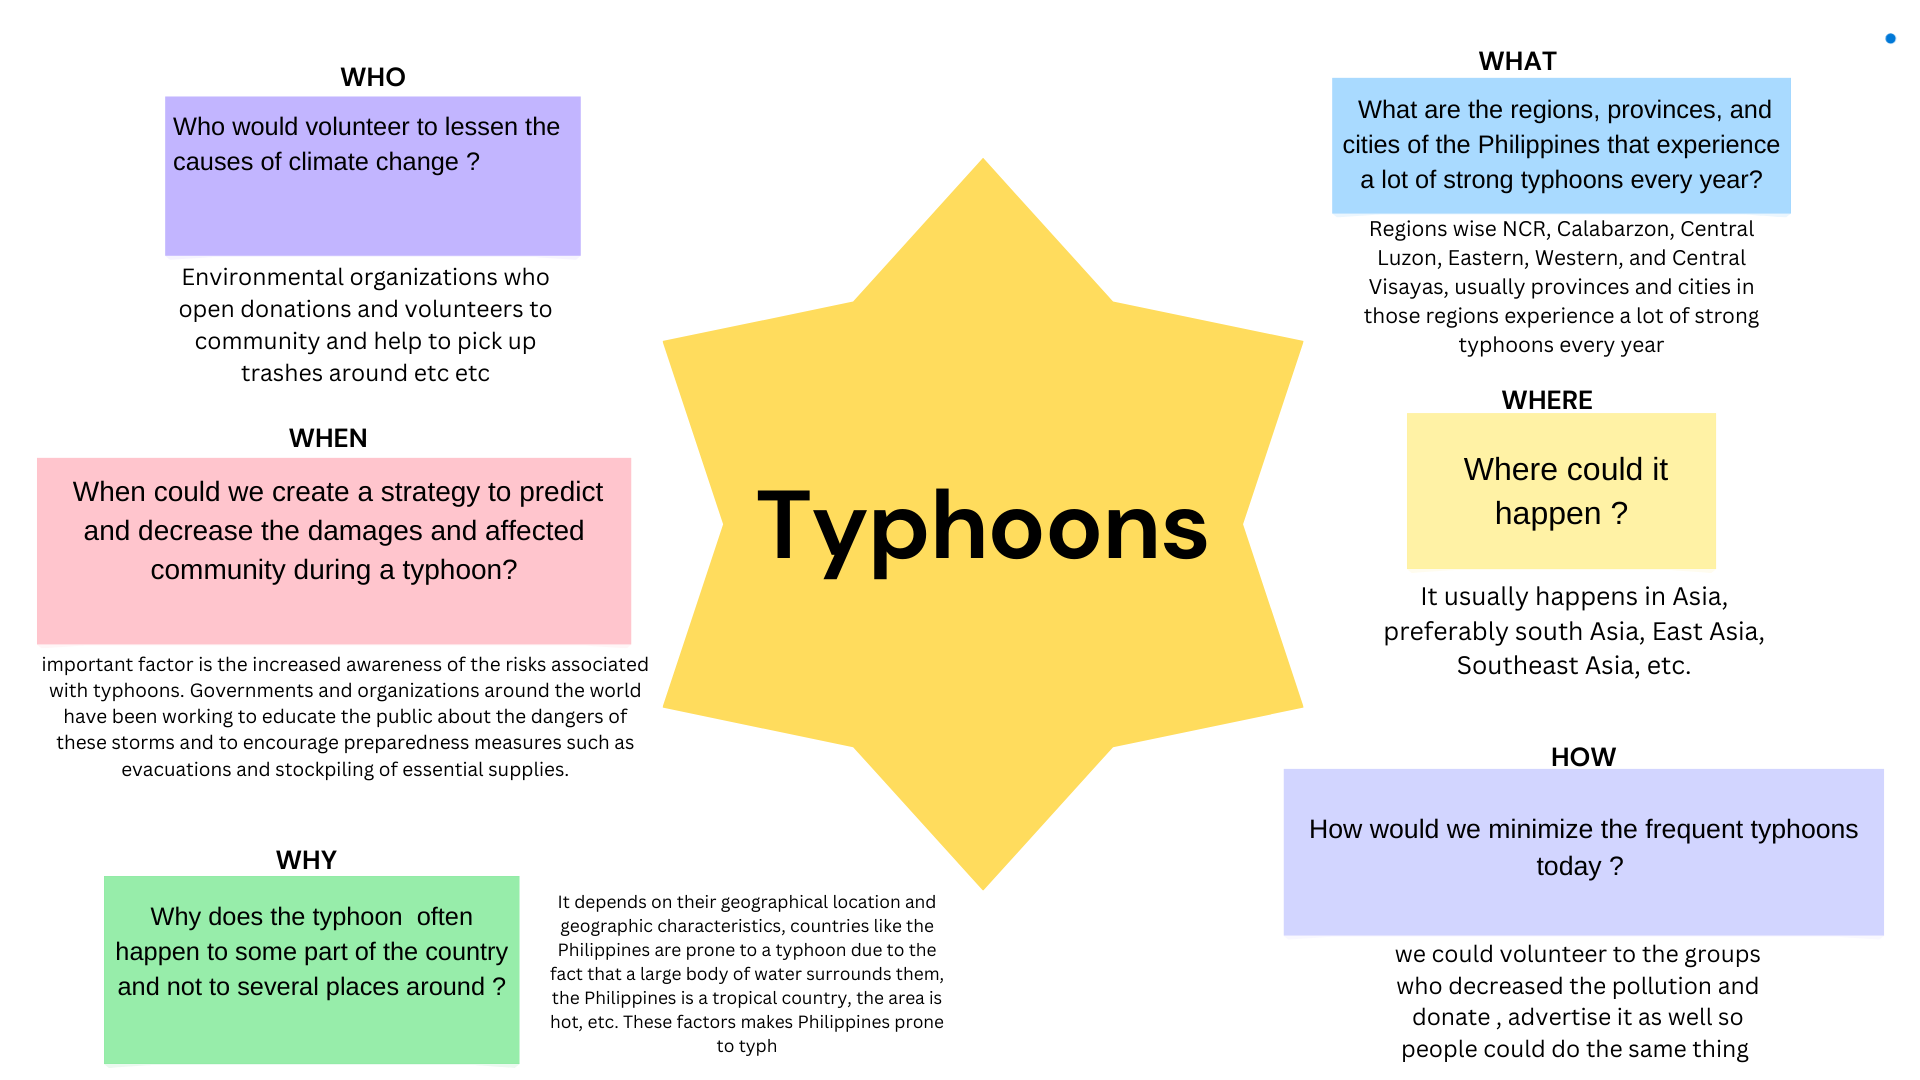 WHO
Who would volunteer to lessen the
causes of climate change ?
Environmental organizations who
open donations and volunteers to
community and help to pick up
trashes around etc etc
WHEN
When could we create a strategy to predict
and decrease the damages and affected
community during a typhoon?
important factor is the increased awareness of the risks associated
with typhoons. Governments and organizations around the world
have been working to educate the public about the dangers of
these storms and to encourage preparedness measures such as
evacuations and stockpiling of essential supplies.
WHY
Why does the typhoon  often
happen to some part of the country
and not to several places around ?
It depends on their geographical location and
geographic characteristics, countries like the
Philippines are prone to a typhoon due to the
fact that a large body of water surrounds them,
the Philippines is a tropical country, the area is
hot, etc. These factors makes Philippines prone
to typh
Typhoons
WHAT
What are the regions, provinces, and
cities of the Philippines that experience
a lot of strong typhoons every year?
Regions wise NCR, Calabarzon, Central
Luzon, Eastern, Western, and Central
Visayas, usually provinces and cities in
those regions experience a lot of strong
typhoons every year
WHERE
Where could it
happen ?
It usually happens in Asia,
preferably south Asia, East Asia,
Southeast Asia, etc.
HOW
How would we minimize the frequent typhoons
today ?
we could volunteer to the groups
who decreased the pollution and
donate , advertise it as well so
people could do the same thing